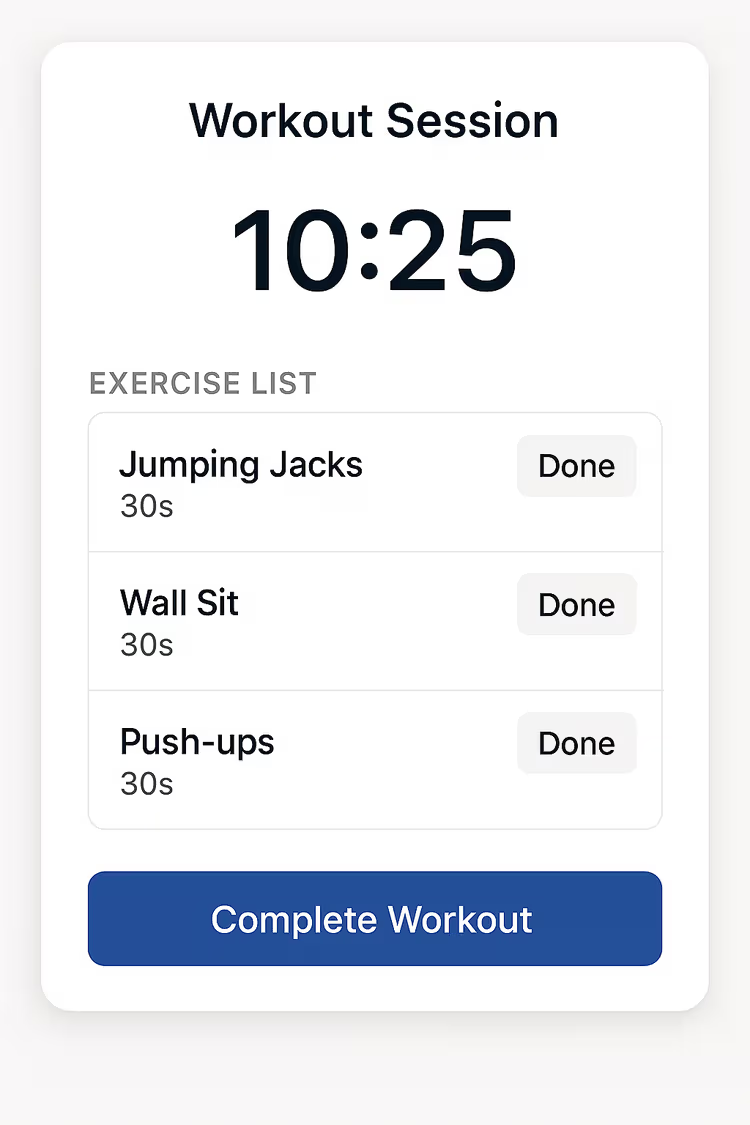 Workout Session
10:25
EXERCISE LIST
Jumping Jacks
Done
30s
Wall Sit
Done
30s
Push-ups
Done
30s
Complete Workout